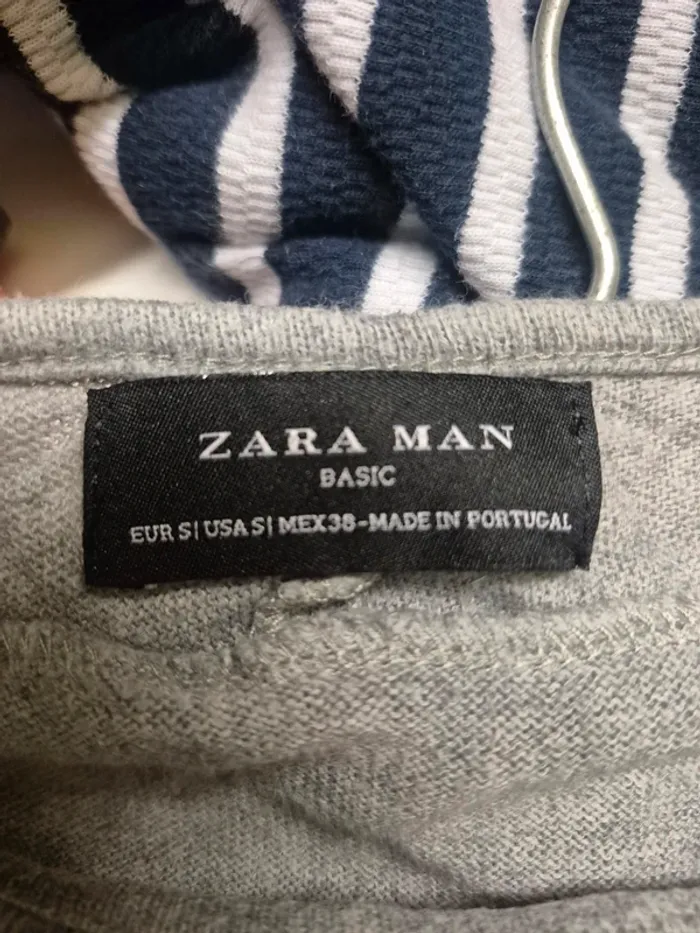 ZARA MAN
BASIC
EUR S| USA S| MEX38-MADE IN PORTUGAL